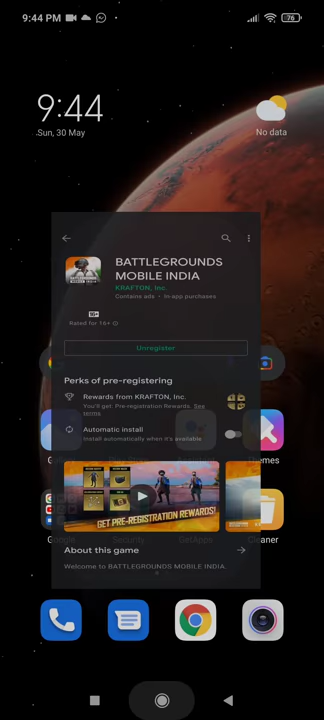 9:44 PM
76
9:44
Sun, 30 May
No data
BATTLEGROUNDS
MOBILE INDIA
KRAFTON, Inc.
Contains ads • In-app purchases
16+
Rated for 16+
Unregister
Perks of pre-registering
Rewards from KRAFTON, Inc.
You'll get: Pre-registration Rewards. See
terms
Automatic install
Install automatically when it's available
Themes
GET PRE-REGISTRATION REWARDS!
Google
Security
GetApps
Cleaner
About this game
Welcome to BATTLEGROUNDS MOBILE INDIA.